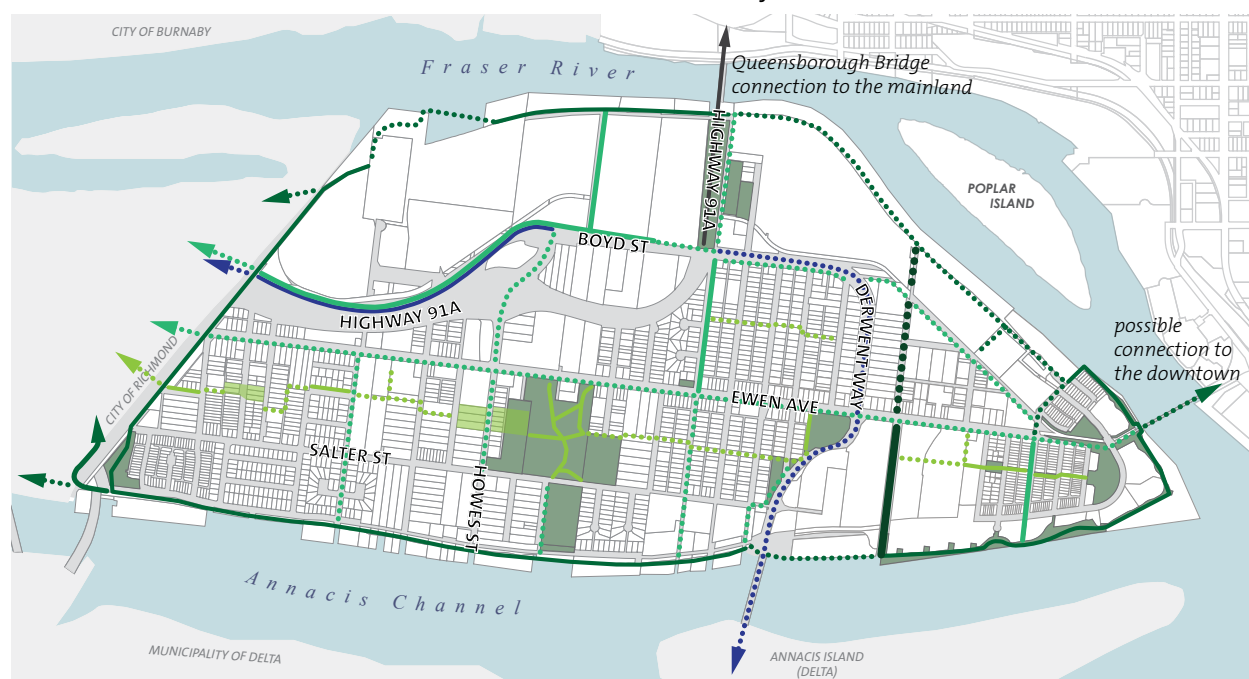 CITY OF BURNABY
Fraser River
Queensborough Bridge
connection to the mainland
HIGHWAY 91A
POPLAR
ISLAND
BOYD ST
HIGHWAY 91A
DERWENT WAY
possible
connection to
the downtown
CITY OF RICHMOND
EWEN AVE
SALTER ST
HOWES ST
Annacis Channel
MUNICIPALITY OF DELTA
ANNACIS ISLAND
(DELTA)